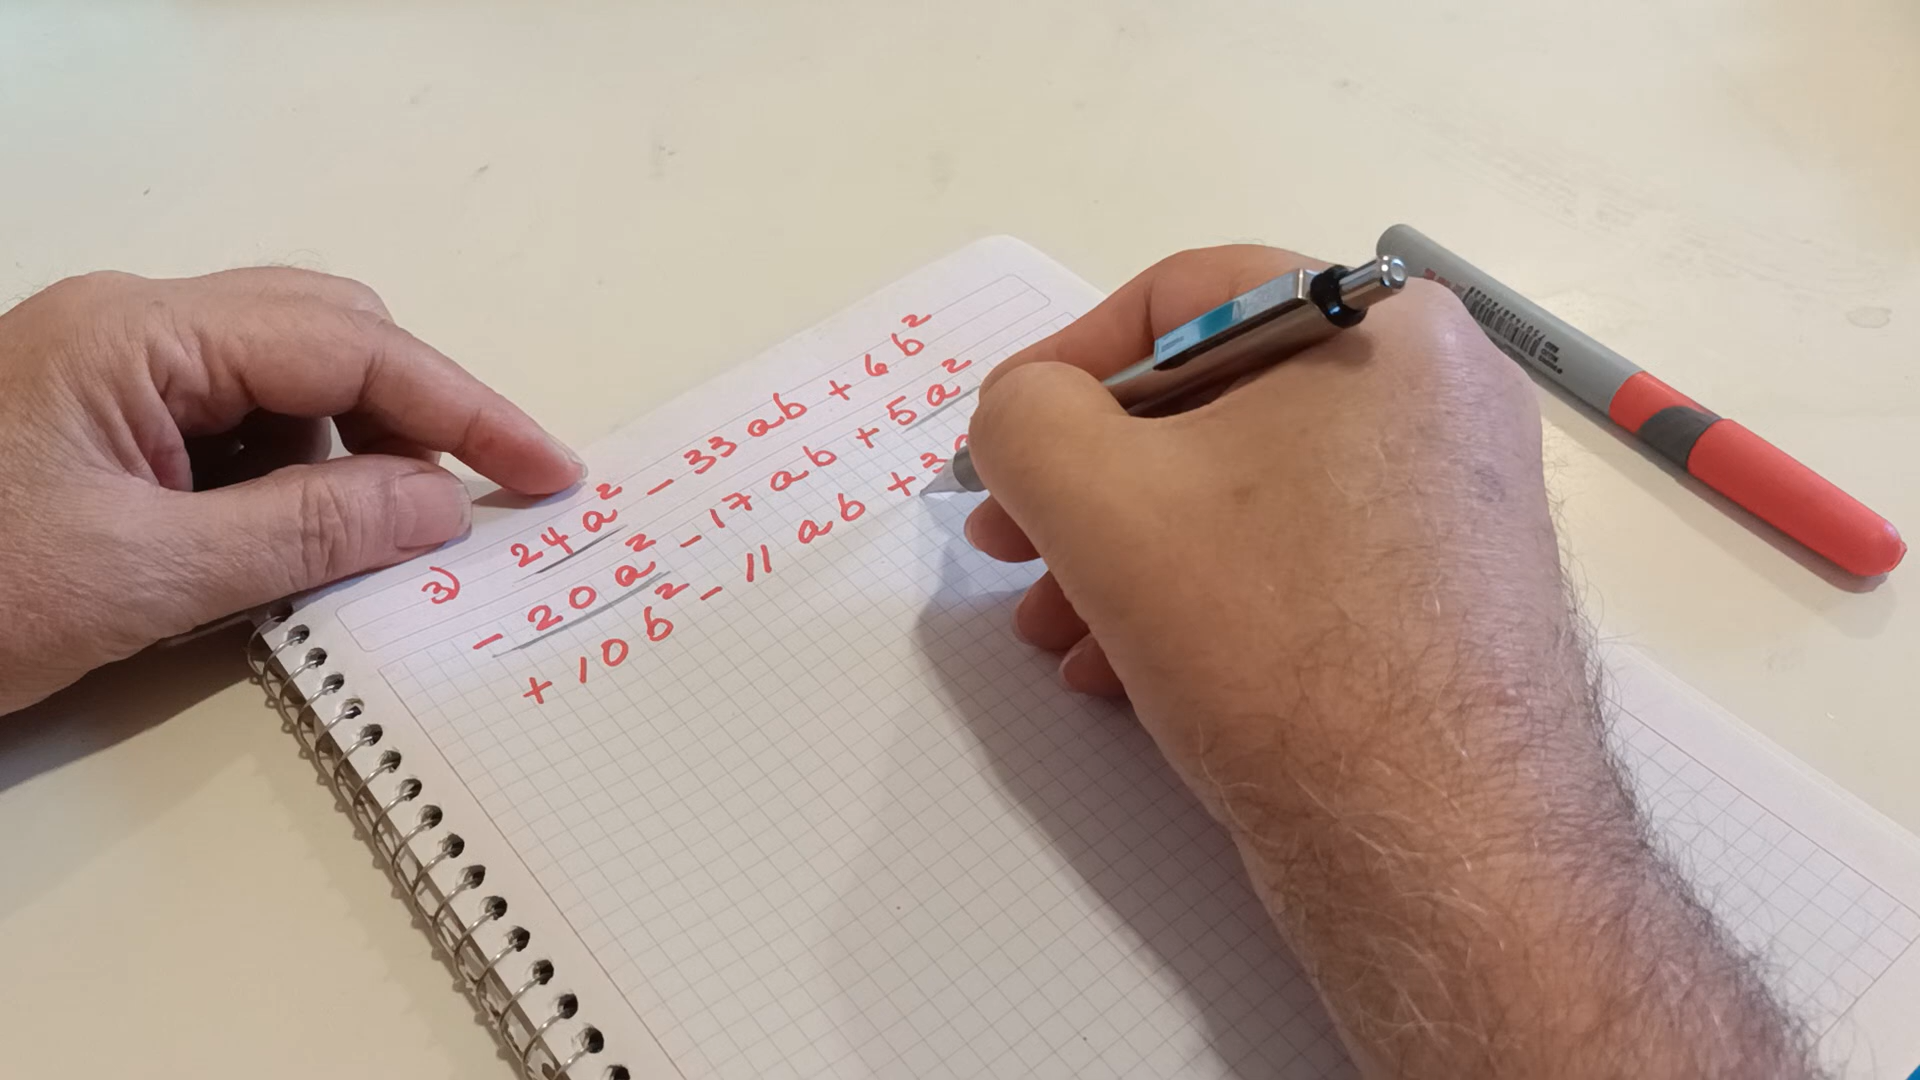 3) 24a² - 33ab + 6b²
- 20a² - 17ab + 5a²
+ 10b² - 11ab + 3